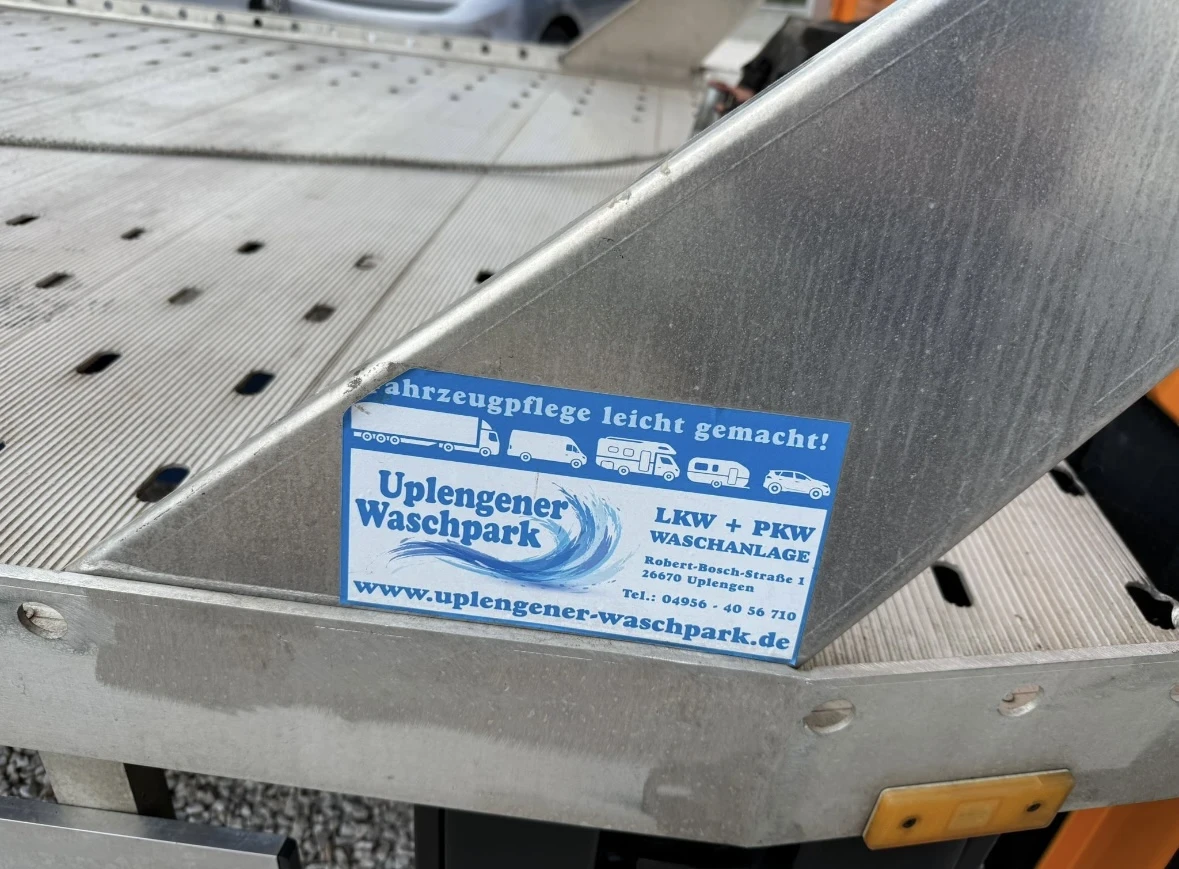 Fahrzeugpflege leicht gemacht!
Uplengener
Waschpark
LKW + PKW
WASCHANLAGE
Robert-Bosch-Straße 1
26670 Uplengen
Tel.: 04956 - 40 56 710
www.uplengener-waschpark.de